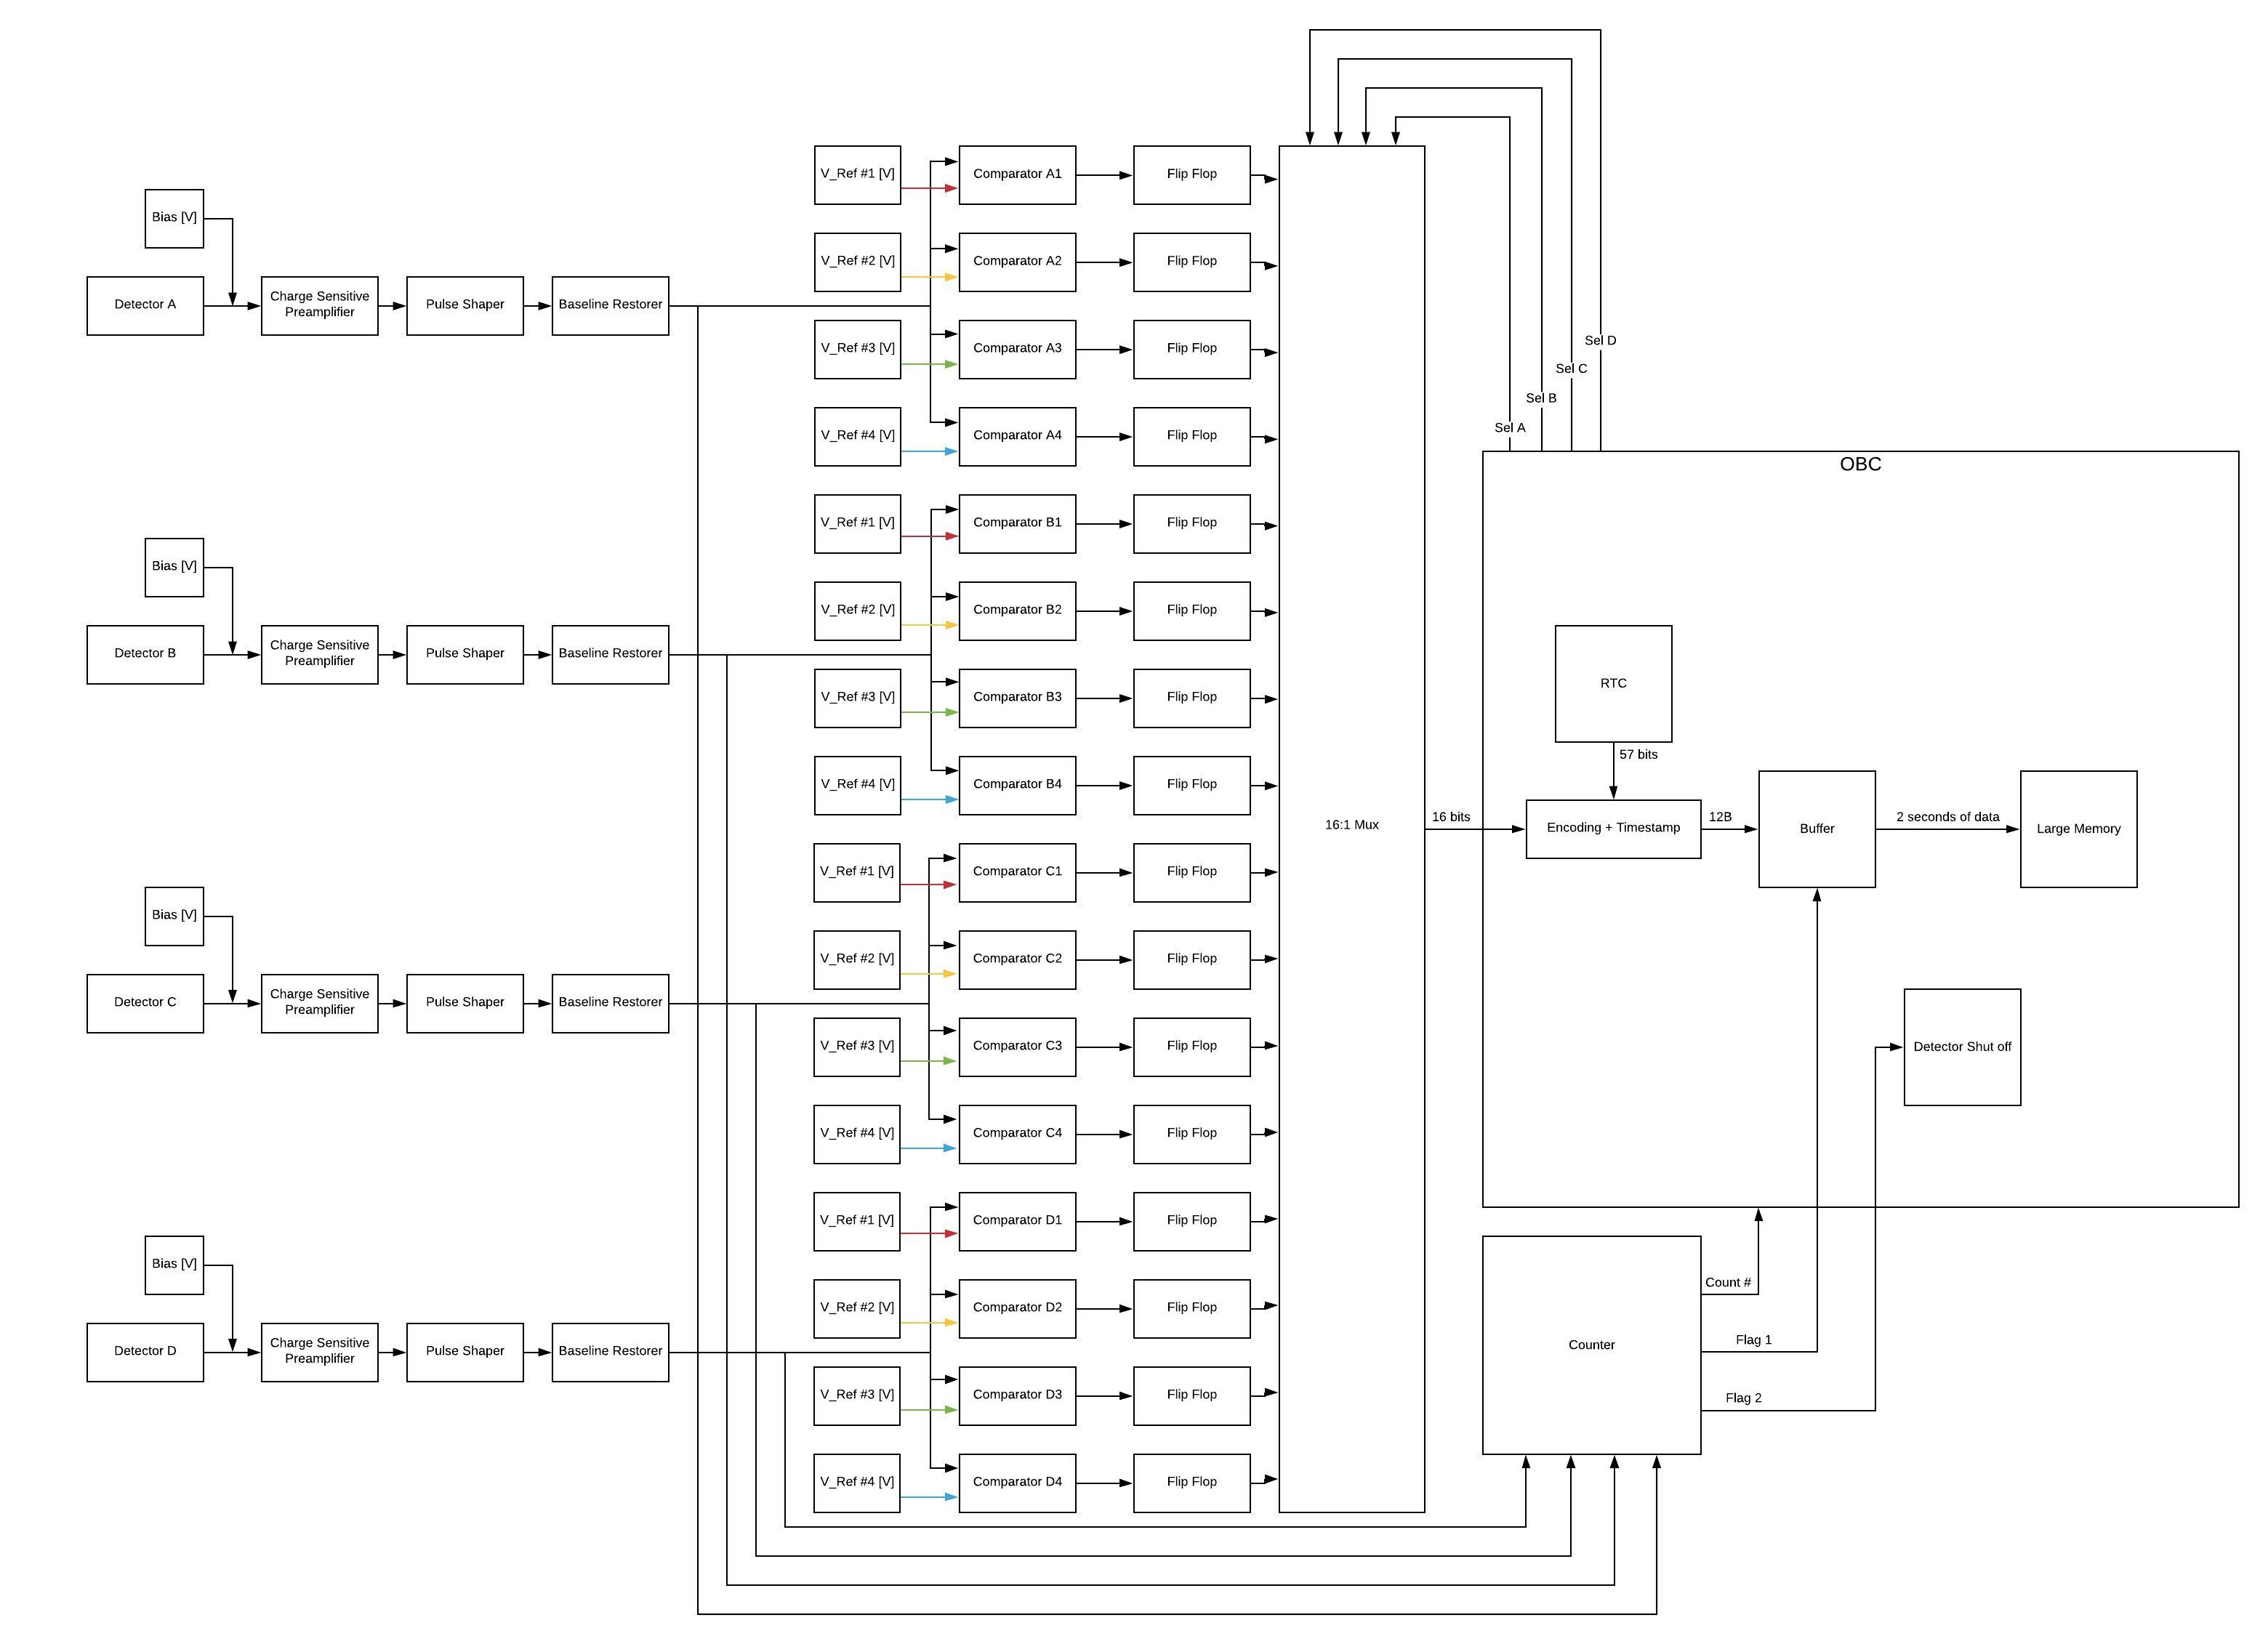 V_Ref #1 [V]
Comparator A1
Flip Flop
Bias [V]
V_Ref #2 [V]
Comparator A2
Flip Flop
Detector A
Charge Sensitive
Preamplifier
Pulse Shaper
Baseline Restorer
V_Ref #3 [V]
Comparator A3
Flip Flop
Sel D
Sel C
Sel B
Sel A
V_Ref #4 [V]
Comparator A4
Flip Flop
OBC
V_Ref #1 [V]
Comparator B1
Flip Flop
Bias [V]
V_Ref #2 [V]
Comparator B2
Flip Flop
Detector B
Charge Sensitive
Preamplifier
Pulse Shaper
Baseline Restorer
V_Ref #3 [V]
Comparator B3
Flip Flop
RTC
57 bits
V_Ref #4 [V]
Comparator B4
Flip Flop
16:1 Mux
16 bits
Encoding + Timestamp
12B
Buffer
2 seconds of data
Large Memory
V_Ref #1 [V]
Comparator C1
Flip Flop
Bias [V]
V_Ref #2 [V]
Comparator C2
Flip Flop
Detector C
Charge Sensitive
Preamplifier
Pulse Shaper
Baseline Restorer
V_Ref #3 [V]
Comparator C3
Flip Flop
Detector Shut off
V_Ref #4 [V]
Comparator C4
Flip Flop
V_Ref #1 [V]
Comparator D1
Flip Flop
Bias [V]
V_Ref #2 [V]
Comparator D2
Flip Flop
Count #
Detector D
Charge Sensitive
Preamplifier
Pulse Shaper
Baseline Restorer
Counter
Flag 1
V_Ref #3 [V]
Comparator D3
Flip Flop
Flag 2
V_Ref #4 [V]
Comparator D4
Flip Flop